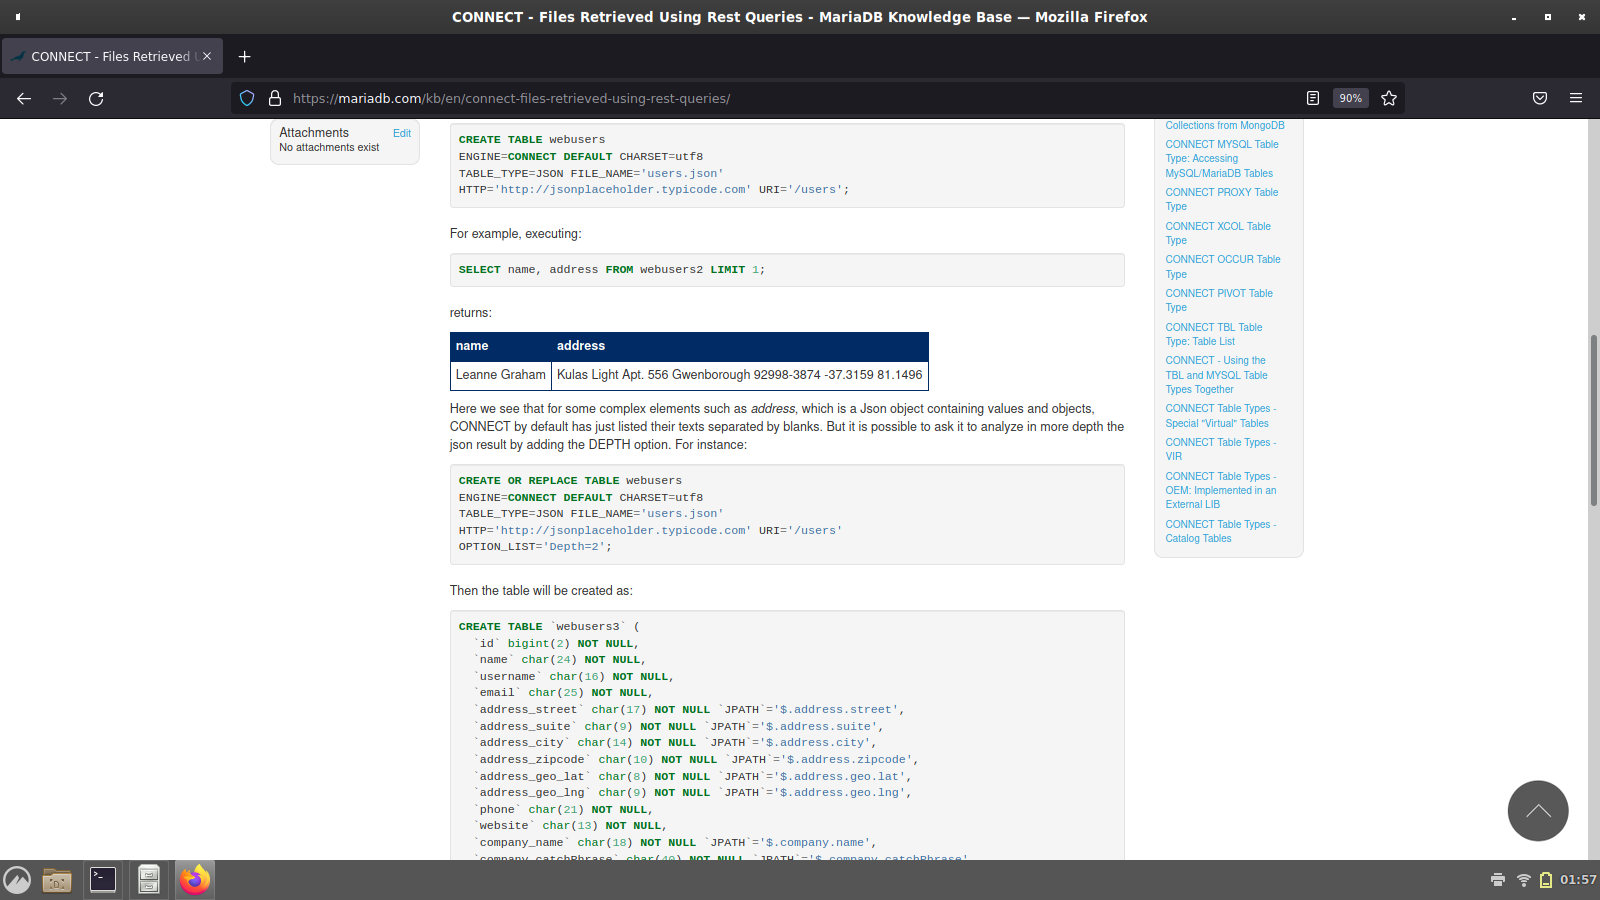 CONNECT - Files Retrieved Using Rest Queries - MariaDB Knowledge Base — Mozilla Firefox
CONNECT - Files Retrieved
https://mariadb.com/kb/en/connect-files-retrieved-using-rest-queries/
90%
Attachments
Edit
No attachments exist
CREATE TABLE webusers
ENGINE=CONNECT DEFAULT CHARSET=utf8
TABLE_TYPE=JSON FILE_NAME='users.json'
HTTP='http://jsonplaceholder.typicode.com' URI='/users';
For example, executing:
SELECT name, address FROM webusers2 LIMIT 1;
returns:
name address
Leanne Graham Kulas Light Apt. 556 Gwenborough 92998-3874 -37.3159 81.1496
Here we see that for some complex elements such as address, which is a Json object containing values and objects,
CONNECT by default has just listed their texts separated by blanks. But it is possible to ask it to analyze in more depth the
json result by adding the DEPTH option. For instance:
CREATE OR REPLACE TABLE webusers
ENGINE=CONNECT DEFAULT CHARSET=utf8
TABLE_TYPE=JSON FILE_NAME='users.json'
HTTP='http://jsonplaceholder.typicode.com' URI='/users'
OPTION_LIST='Depth=2';
Then the table will be created as:
CREATE TABLE `webusers3` (
`id` bigint(2) NOT NULL,
`name` char(24) NOT NULL,
`username` char(16) NOT NULL,
`email` char(25) NOT NULL,
`address_street` char(17) NOT NULL `JPATH`='$.address.street',
`address_suite` char(9) NOT NULL `JPATH`='$.address.suite',
`address_city` char(14) NOT NULL `JPATH`='$.address.city',
`address_zipcode` char(10) NOT NULL `JPATH`='$.address.zipcode',
`address_geo_lat` char(8) NOT NULL `JPATH`='$.address.geo.lat',
`address_geo_lng` char(9) NOT NULL `JPATH`='$.address.geo.lng',
`phone` char(21) NOT NULL,
`website` char(13) NOT NULL,
`company_name` char(18) NOT NULL `JPATH`='$.company.name',
`company_catchPhrase` char(40) NOT NULL `JPATH`='$.company.catchPhrase',
Collections from MongoDB
CONNECT MYSQL Table
Type: Accessing
MySQL/MariaDB Tables
CONNECT PROXY Table
Type
CONNECT XCOL Table
Type
CONNECT OCCUR Table
Type
CONNECT PIVOT Table
Type
CONNECT TBL Table
Type: Table List
CONNECT - Using the
TBL and MYSQL Table
Types Together
CONNECT Table Types -
Special "Virtual" Tables
CONNECT Table Types -
VIR
CONNECT Table Types -
OEM: Implemented in an
External LIB
CONNECT Table Types -
Catalog Tables
01:57